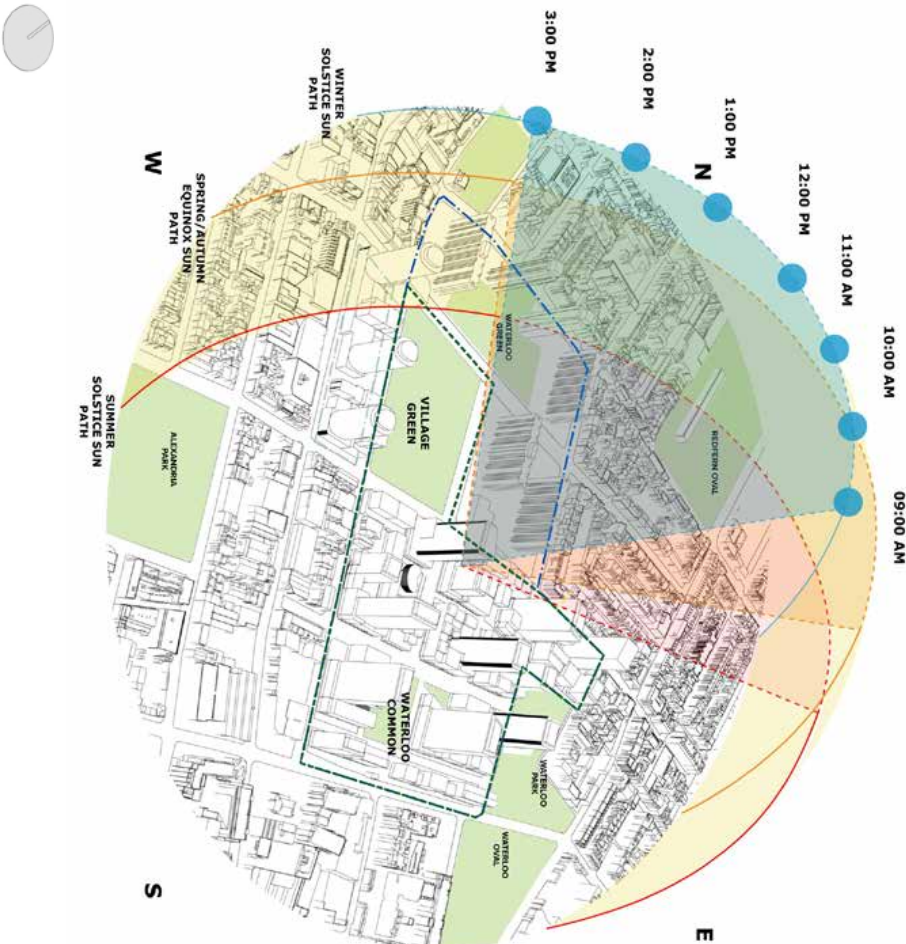 3:00 PM
2:00 PM
1:00 PM
12:00 PM
11:00 AM
10:00 AM
09:00 AM
N
W
S
E
WINTER
SOLSTICE SUN
PATH
SPRING/AUTUMN
EQUINOX SUN
PATH
SUMMER
SOLSTICE SUN
PATH
REDFERN OVAL
WATERLOO
GREEN
VILLAGE
GREEN
ALEXANDRIA
PARK
WATERLOO
COMMON
WATERLOO
PARK
WATERLOO
OVAL